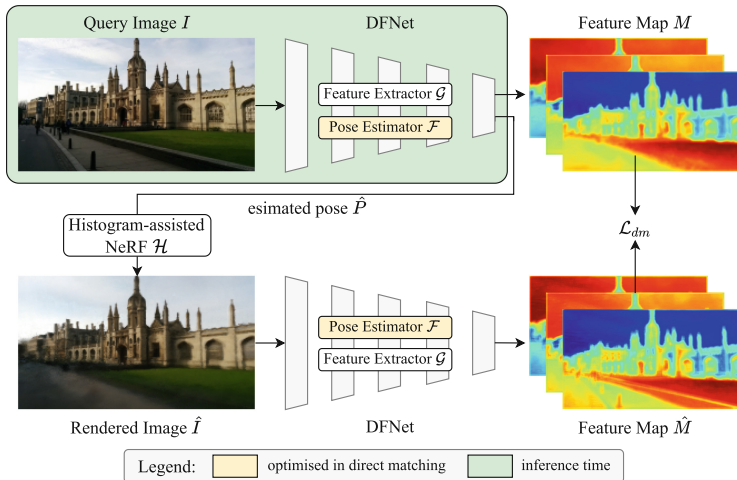 Query Image I
DFNet
Feature Map M
Feature Extractor 𝒢
Pose Estimator ℱ
esimated pose P̂
Histogram-assisted
NeRF ℋ
ℒdm
Pose Estimator ℱ
Feature Extractor 𝒢
Rendered Image Î
DFNet
Feature Map M̂
Legend:
optimised in direct matching
inference time